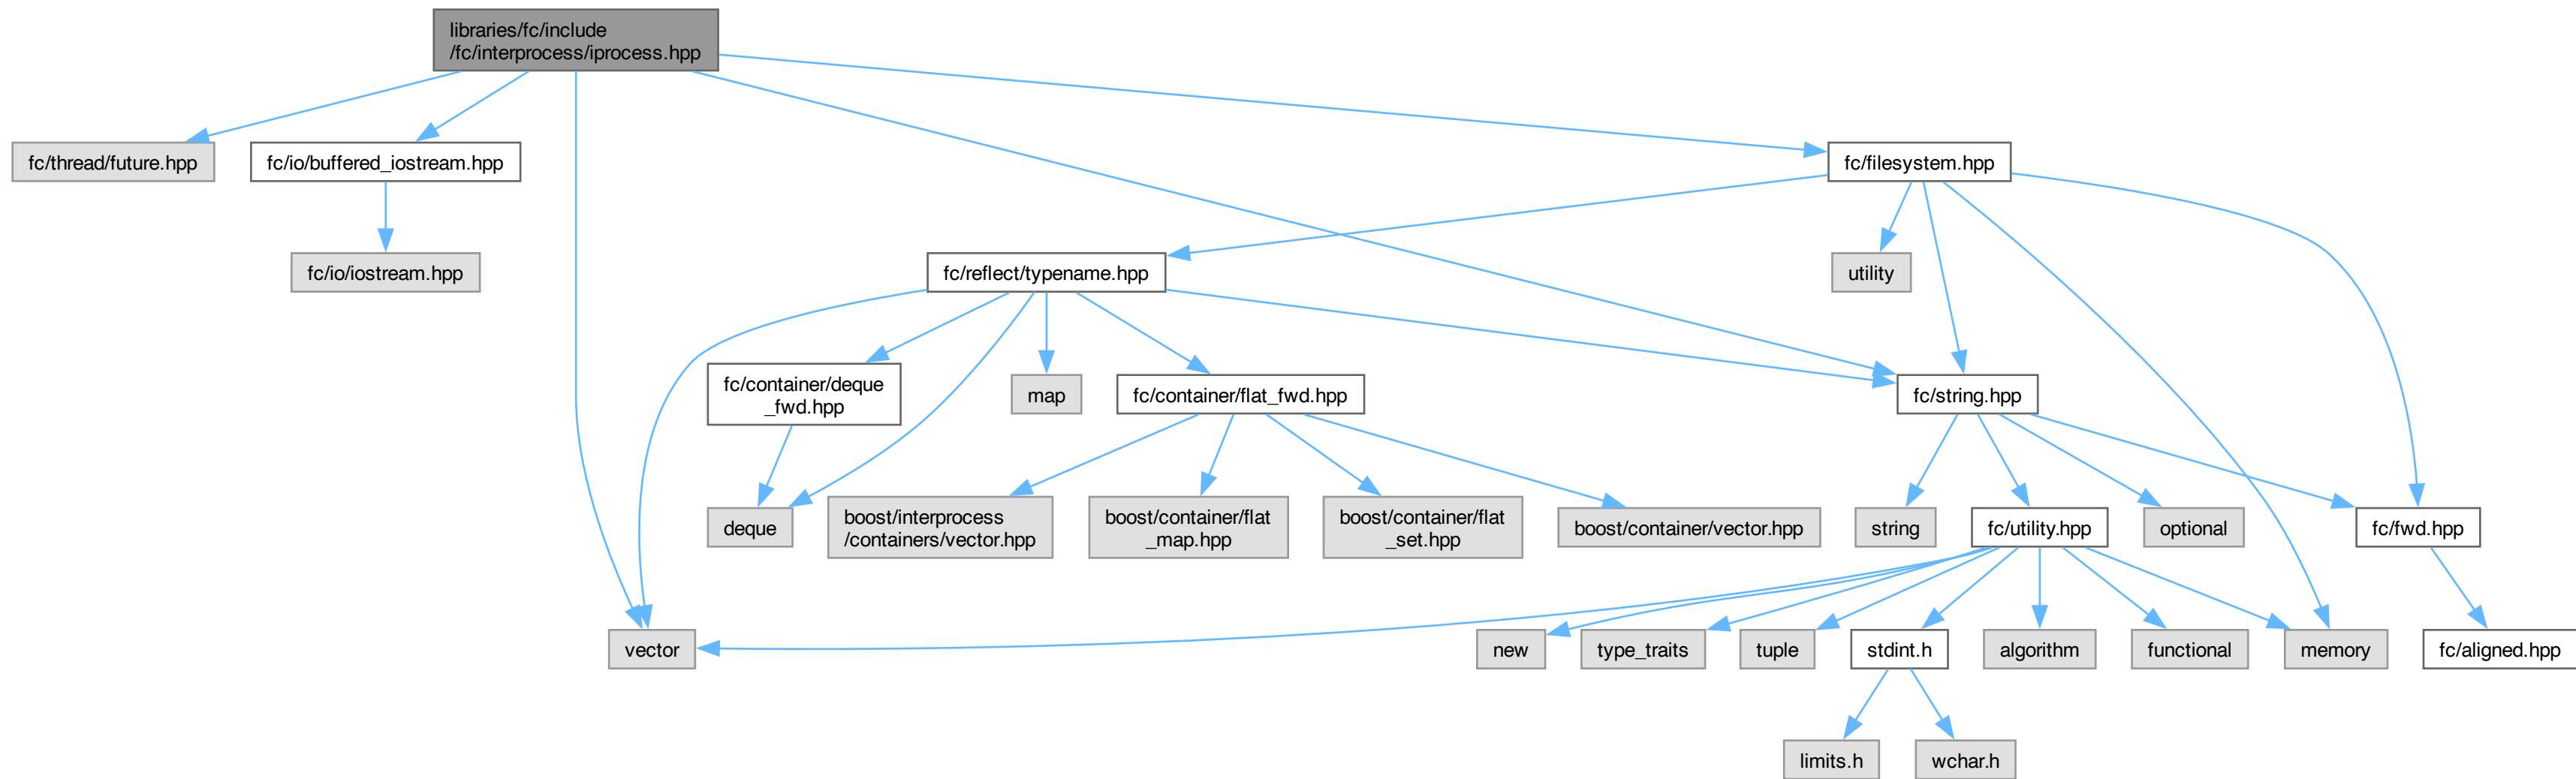 libraries/fc/include
/fc/interprocess/iprocess.hpp
fc/thread/future.hpp
fc/io/buffered_iostream.hpp
fc/filesystem.hpp
fc/io/iostream.hpp
fc/reflect/typename.hpp
utility
fc/container/deque
_fwd.hpp
map
fc/container/flat_fwd.hpp
fc/string.hpp
deque
boost/interprocess
/containers/vector.hpp
boost/container/flat
_map.hpp
boost/container/flat
_set.hpp
boost/container/vector.hpp
string
fc/utility.hpp
optional
fc/fwd.hpp
vector
new
type_traits
tuple
stdint.h
algorithm
functional
memory
fc/aligned.hpp
limits.h
wchar.h